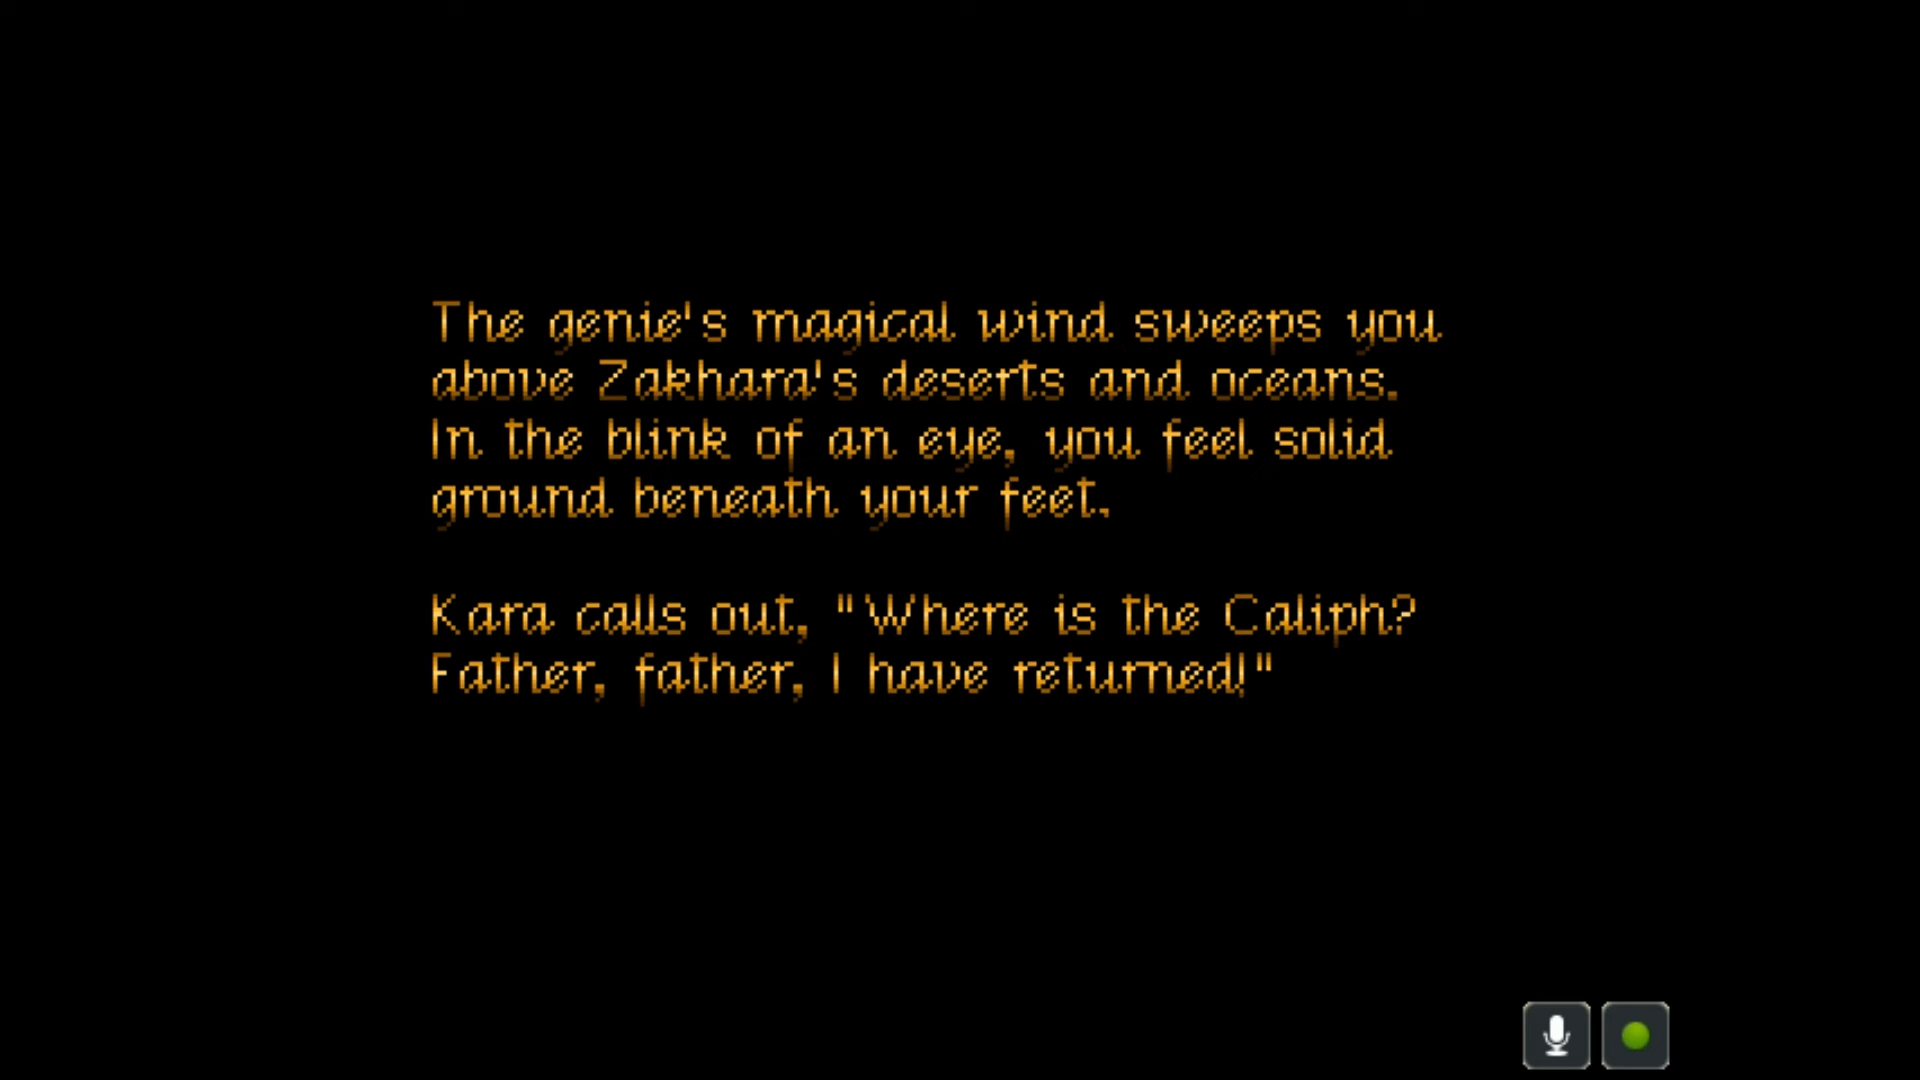 The genie's magical wind sweeps you
above Zakhara's deserts and oceans.
In the blink of an eye, you feel solid
ground beneath your feet.
Kara calls out, "Where is the Caliph?
Father, father, I have returned!"